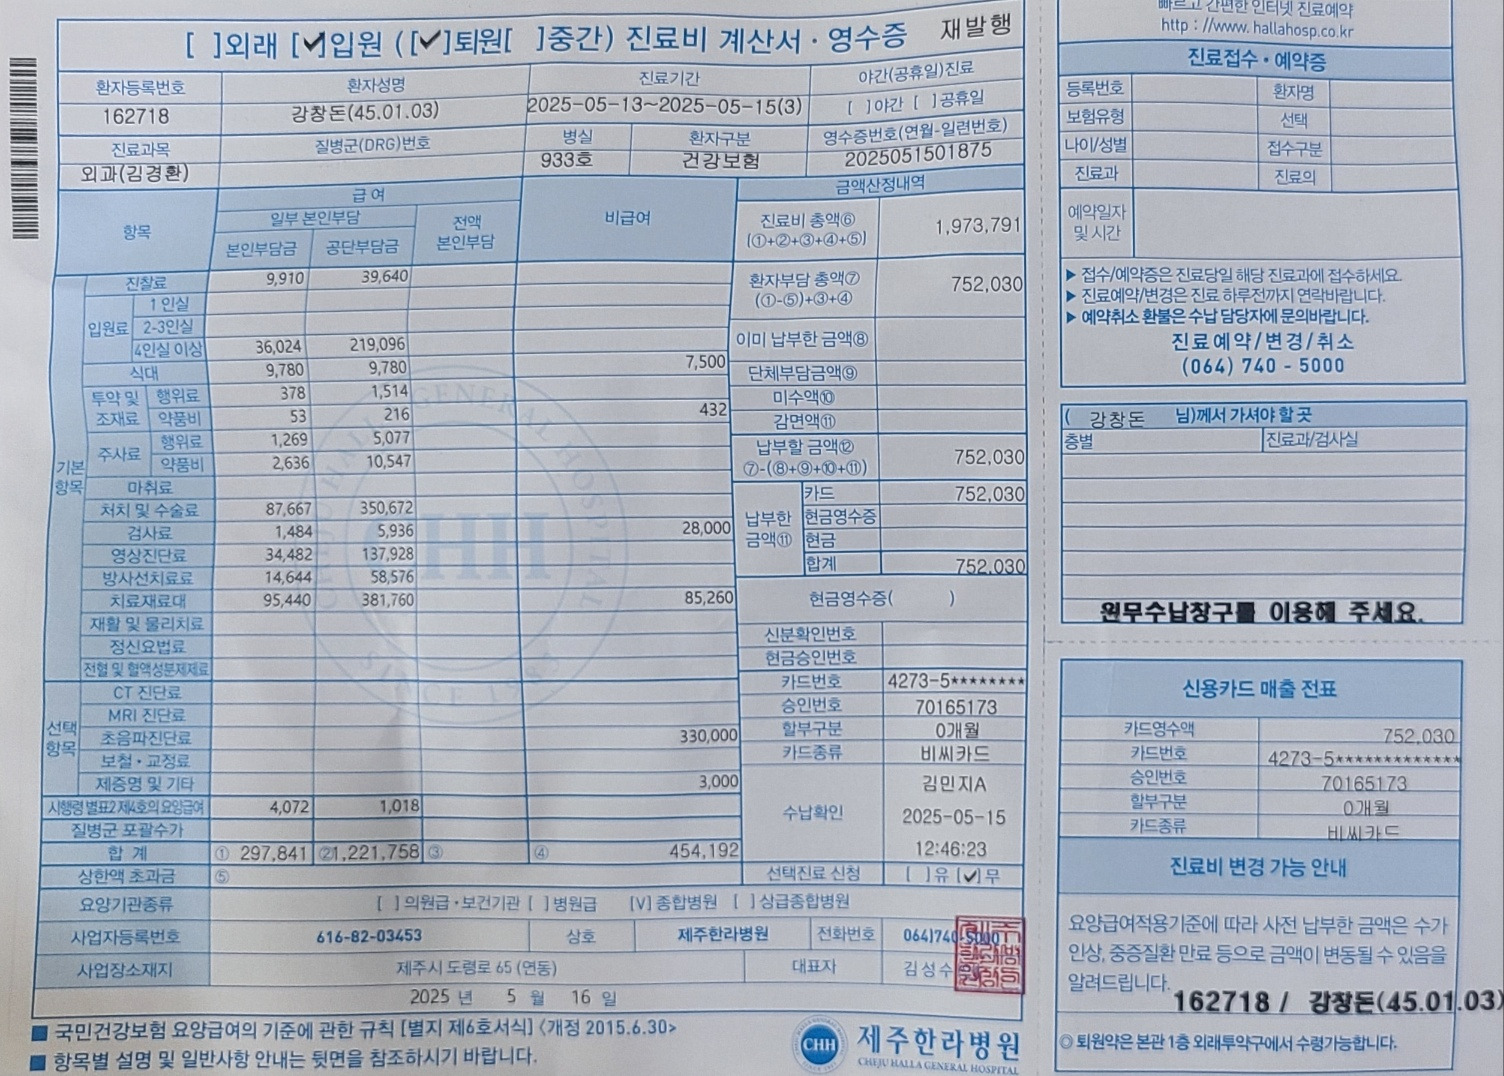 [ ]외래 [✓]입원 ([✓]퇴원[ ]중간) 진료비 계산서·영수증 재발행
환자등록번호 환자성명 진료기간 야간(공휴일)진료
162718 강창돈(45.01.03) 2025-05-13~2025-05-15(3) [ ]야간 [ ]공휴일
진료과목 질병군(DRG)번호 병실 환자구분 영수증번호(연월-일련번호)
외과(김경환) 933호 건강보험 2025051501875
항목 급여 비급여 금액산정내역
일부 본인부담 전액 본인부담
본인부담금 공단부담금
진료비 총액⑥ (①+②+③+④+⑤) 1,973,791
기본항목
진찰료 9,910 39,640
환자부담 총액⑦ (①-⑤)+③+④ 752,030
입원료
1인실
2-3인실
4인실 이상 36,024 219,096
이미 납부한 금액⑧
식대 9,780 9,780 7,500
단체부담금액⑨
투약 및 조제료 행위료 378 1,514
약품비 53 216 432
미수액⑩
감면액⑪
주사료 행위료 1,269 5,077
약품비 2,636 10,547
납부할 금액⑫ ⑦-(⑧+⑨+⑩+⑪) 752,030
마취료
처치 및 수술료 87,667 350,672
검사료 1,484 5,936 28,000
영상진단료 34,482 137,928
방사선치료료 14,644 58,576
치료재료대 95,440 381,760 85,260
재활 및 물리치료
정신요법료
전혈 및 혈액성분제제료
납부한 금액⑪ 카드 752,030
현금영수증
현금
합계 752,030
현금영수증( )
신분확인번호
현금승인번호
선택항목
CT 진단료
MRI 진단료
초음파진단료 330,000
보철·교정료
제증명 및 기타 3,000
카드번호 4273-5********
승인번호 70165173
할부구분 0개월
카드종류 비씨카드
시행령 별표2 제4호의 요양급여 4,072 1,018
질병군 포괄수가
합 계 ① 297,841 ②1,221,758 ③ ④ 454,192
상한액 초과금 ⑤
수납확인 김민지A
2025-05-15
12:46:23
선택진료 신청 [ ]유 [✓]무
요양기관종류 [ ]의원급·보건기관 [ ]병원급 [V]종합병원 [ ]상급종합병원
사업자등록번호 616-82-03453 상호 제주한라병원 전화번호 064)740-5000
사업장소재지 제주시 도령로 65 (연동) 대표자 김성수
2025 년 5 월 16 일
■ 국민건강보험 요양급여의 기준에 관한 규칙 [별지 제6호서식] <개정 2015.6.30>
■ 항목별 설명 및 일반사항 안내는 뒷면을 참조하시기 바랍니다.
CHH 제주한라병원
CHEJU HALLA GENERAL HOSPITAL
CHEJU HALLA GENERAL HOSPITAL
CHH
빠르고 간편한 인터넷 진료예약
http : //www. hallahosp.co.kr
진료접수·예약증
등록번호 환자명
보험유형 선택
나이/성별 접수구분
진료과 진료의
예약일자 및 시간
▶ 접수/예약증은 진료당일 해당 진료과에 접수하세요.
▶ 진료예약/변경은 진료 하루전까지 연락바랍니다.
▶ 예약취소 환불은 수납 담당자에 문의바랍니다.
진료예약/변경/취소
(064) 740 - 5000
( 강창돈 님)께서 가셔야 할 곳
층별 진료과/검사실
원무수납창구를 이용해 주세요.
신용카드 매출 전표
카드영수액 752,030
카드번호 4273-5*************
승인번호 70165173
할부구분 0개월
카드종류 비씨카드
진료비 변경 가능 안내
요양급여적용기준에 따라 사전 납부한 금액은 수가
인상, 중증질환 만료 등으로 금액이 변동될 수 있음을
알려드립니다.
162718 / 강창돈(45.01.03)
◎ 퇴원약은 본관 1층 외래투약구에서 수령가능합니다.